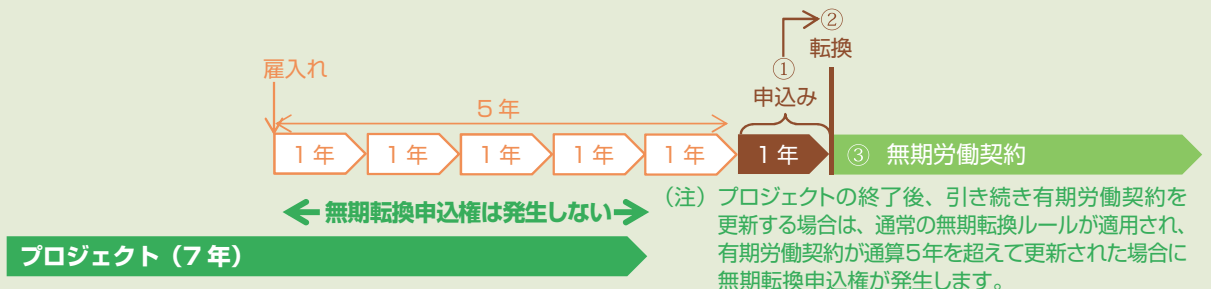 ②
転換
①
申込み
雇入れ
5年
1年
1年
1年
1年
1年
1年
③ 無期労働契約
無期転換申込権は発生しない
プロジェクト（7年）
（注）プロジェクトの終了後、引き続き有期労働契約を
更新する場合は、通常の無期転換ルールが適用され、
有期労働契約が通算5年を超えて更新された場合に
無期転換申込権が発生します。